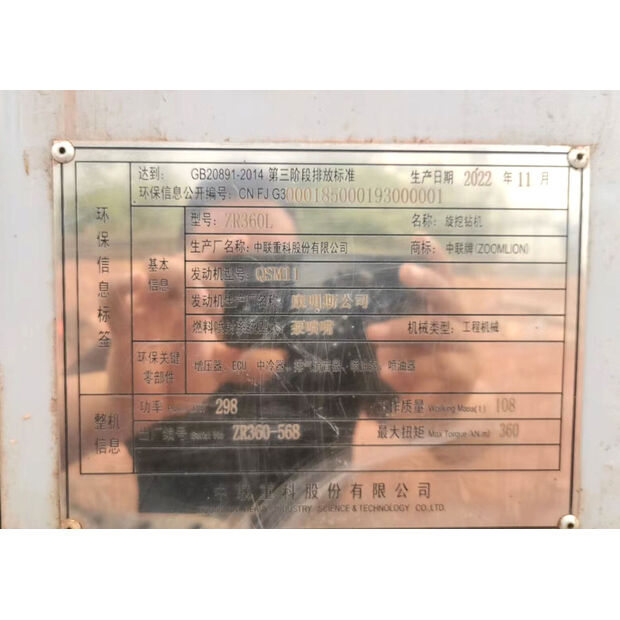 达到: GB20891-2014 第三阶段排放标准 生产日期 2022 年 11 月
环保信息公开编号: CN FJ G3 0001850000193000001
环保信息标签
基本信息
型号: ZR360L 名称: 旋挖钻机
生产厂名称: 中联重科股份有限公司 商标: 中联牌(ZOOMLION)
发动机型号: QSM11
发动机生产厂名称: 康明斯公司
燃料喷射系统型式: 泵喷嘴 机械类型: 工程机械
环保关键零部件 增压器、ECU、中冷器、 喷油器
整机信息
功率 298 工作质量 Working Mass(t) 108
出厂编号 Serial No ZR360-568 最大扭矩 Max Torque(kN.m) 360
中联重科股份有限公司
HEAVY INDUSTRY SCIENCE & TECHNOLOGY CO.,LTD.